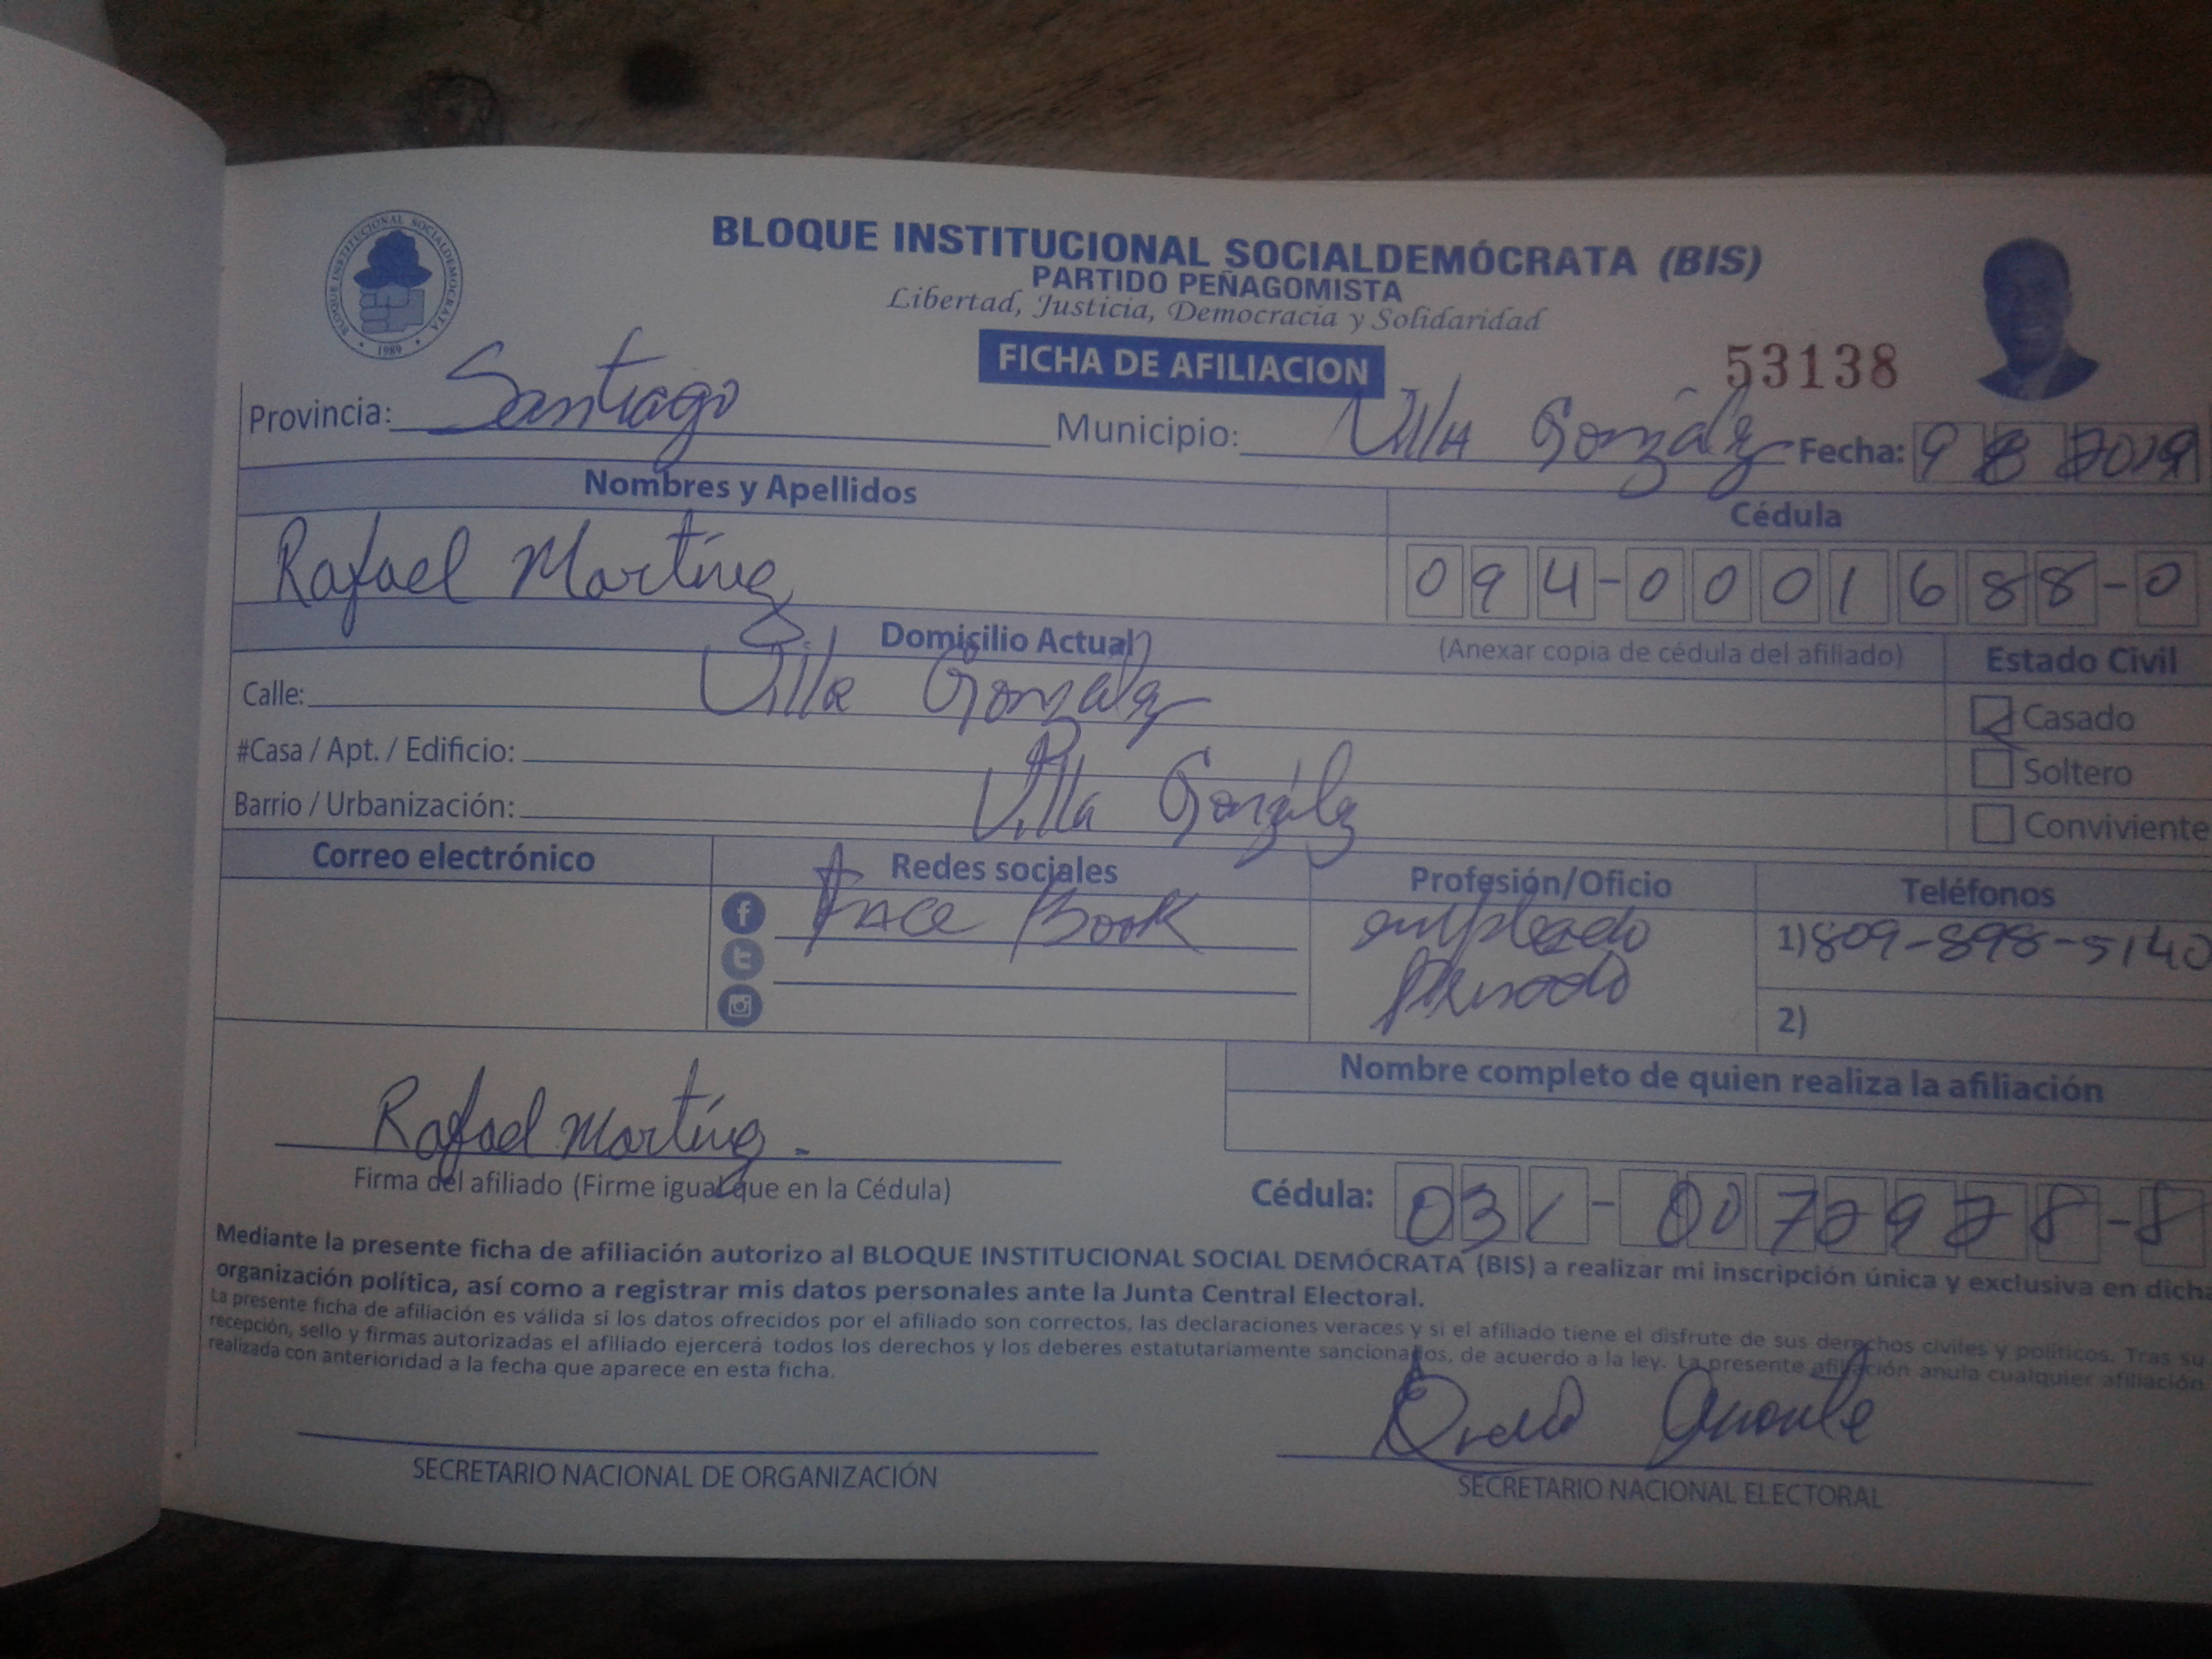 BLOQUE INSTITUCIONAL SOCIALDEMÓCRATA (BIS)
PARTIDO PEÑAGOMISTA
Libertad, Justicia, Democracia y Solidaridad
BLOQUE INSTITUCIONAL SOCIALDEMOCRATA
1989
FICHA DE AFILIACION
53138
Provincia: Santiago Municipio: Villa González Fecha: 9 8 2019
Nombres y Apellidos Cédula
Rafael Martínez 094-0001688-0
Domicilio Actual (Anexar copia de cédula del afiliado) Estado Civil
Calle: Villa González Casado
#Casa / Apt. / Edificio: Soltero
Barrio / Urbanización: Villa González Conviviente
Correo electrónico Redes sociales Profesión/Oficio Teléfonos
Face Book empleado 1) 809-898-5140
Privado 2)
Nombre completo de quien realiza la afiliación
Rafael Martínez.
Firma del afiliado (Firme igual que en la Cédula) Cédula: 031-0072928-8
Mediante la presente ficha de afiliación autorizo al BLOQUE INSTITUCIONAL SOCIAL DEMÓCRATA (BIS) a realizar mi inscripción única y exclusiva en dicha
organización política, así como a registrar mis datos personales ante la Junta Central Electoral.
La presente ficha de afiliación es válida si los datos ofrecidos por el afiliado son correctos, las declaraciones veraces y si el afiliado tiene el disfrute de sus derechos civiles y políticos. Tras su
recepción, sello y firmas autorizadas el afiliado ejercerá todos los derechos y los deberes estatutariamente sancionados, de acuerdo a la ley. La presente afiliación anula cualquier afiliación
realizada con anterioridad a la fecha que aparece en esta ficha.
SECRETARIO NACIONAL DE ORGANIZACIÓN SECRETARIO NACIONAL ELECTORAL